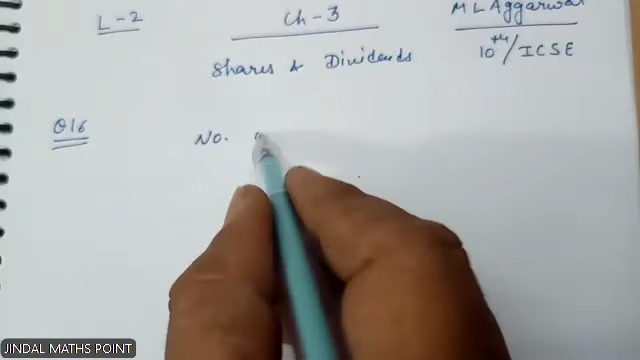 L-2
Ch-3
M L Aggarwal
Shares & Dividends
10th/ICSE
Q16
No.
JINDAL MATHS POINT